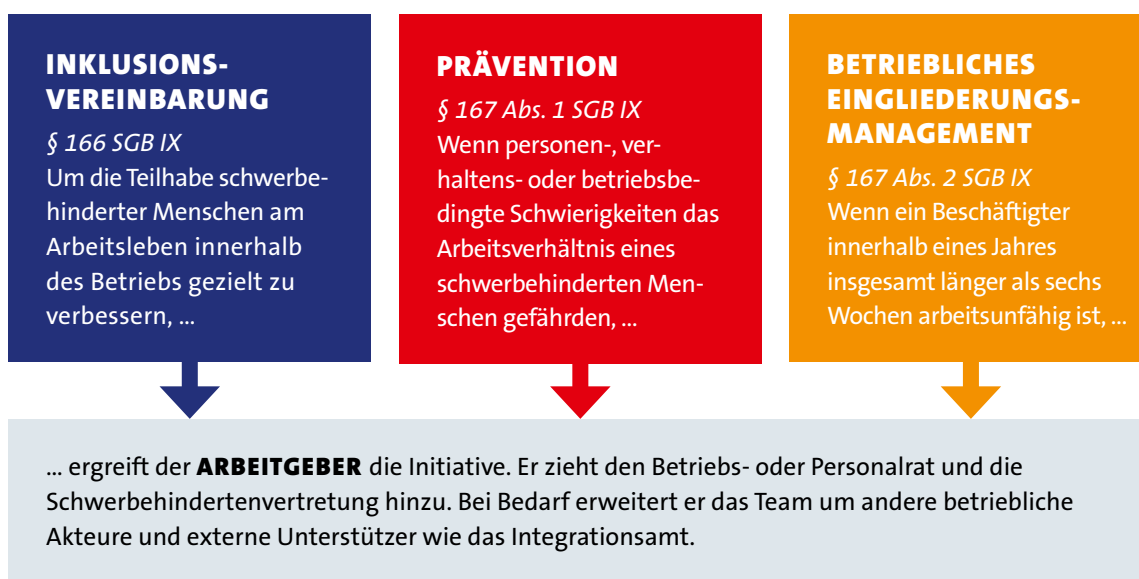 INKLUSIONS-
VEREINBARUNG
§ 166 SGB IX
Um die Teilhabe schwerbe-
hinderter Menschen am
Arbeitsleben innerhalb
des Betriebs gezielt zu
verbessern, ...
PRÄVENTION
§ 167 Abs. 1 SGB IX
Wenn personen-, ver-
haltens- oder betriebsbe-
dingte Schwierigkeiten das
Arbeitsverhältnis eines
schwerbehinderten Men-
schen gefährden, ...
BETRIEBLICHES
EINGLIEDERUNGS-
MANAGEMENT
§ 167 Abs. 2 SGB IX
Wenn ein Beschäftigter
innerhalb eines Jahres
insgesamt länger als sechs
Wochen arbeitsunfähig ist, ...
... ergreift der ARBEITGEBER die Initiative. Er zieht den Betriebs- oder Personalrat und die
Schwerbehindertenvertretung hinzu. Bei Bedarf erweitert er das Team um andere betriebliche
Akteure und externe Unterstützer wie das Integrationsamt.